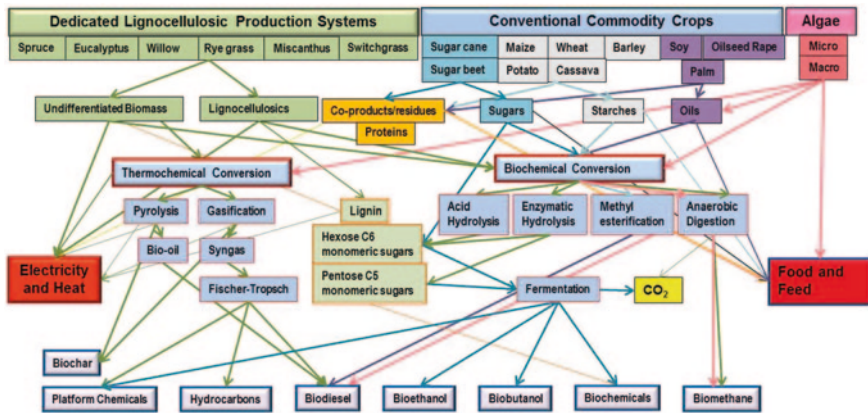 Dedicated Lignocellulosic Production Systems
Conventional Commodity Crops
Algae
Spruce
Eucalyptus
Willow
Rye grass
Miscanthus
Switchgrass
Sugar cane
Maize
Wheat
Barley
Soy
Oilseed Rape
Micro
Sugar beet
Potato
Cassava
Palm
Macro
Undifferentiated Biomass
Lignocellulosics
Co-products/residues
Sugars
Starches
Oils
Proteins
Thermochemical Conversion
Biochemical Conversion
Pyrolysis
Gasification
Lignin
Acid
Hydrolysis
Enzymatic
Hydrolysis
Methyl
esterification
Anaerobic
Digestion
Bio-oil
Syngas
Hexose C6
monomeric sugars
Electricity
and Heat
Fischer-Tropsch
Pentose C5
monomeric sugars
Fermentation
CO₂
Food and
Feed
Biochar
Platform Chemicals
Hydrocarbons
Biodiesel
Bioethanol
Biobutanol
Biochemicals
Biomethane